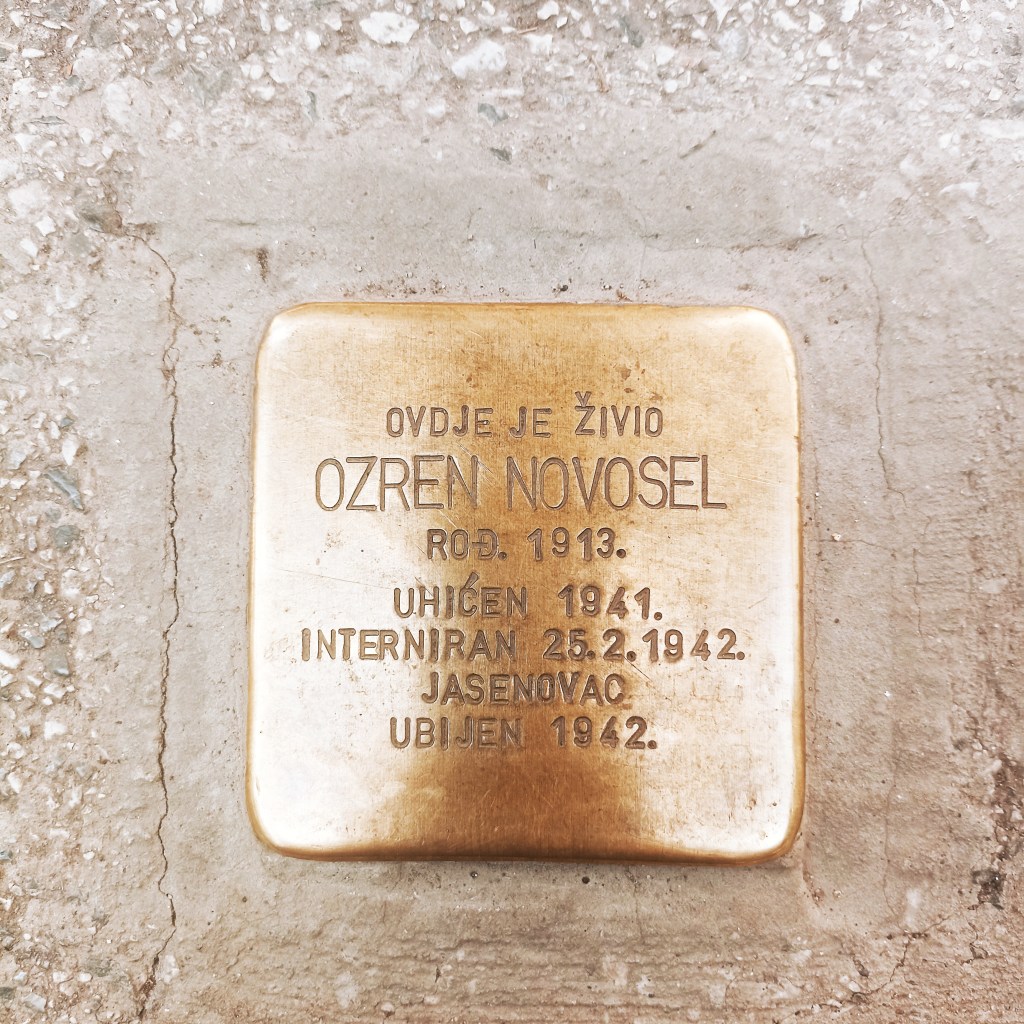 OVDJE JE ŽIVIO
OZREN NOVOSEL
ROĐ. 1913.
UHIĆEN 1941.
INTERNIRAN 25.2.1942.
JASENOVAC
UBIJEN 1942.